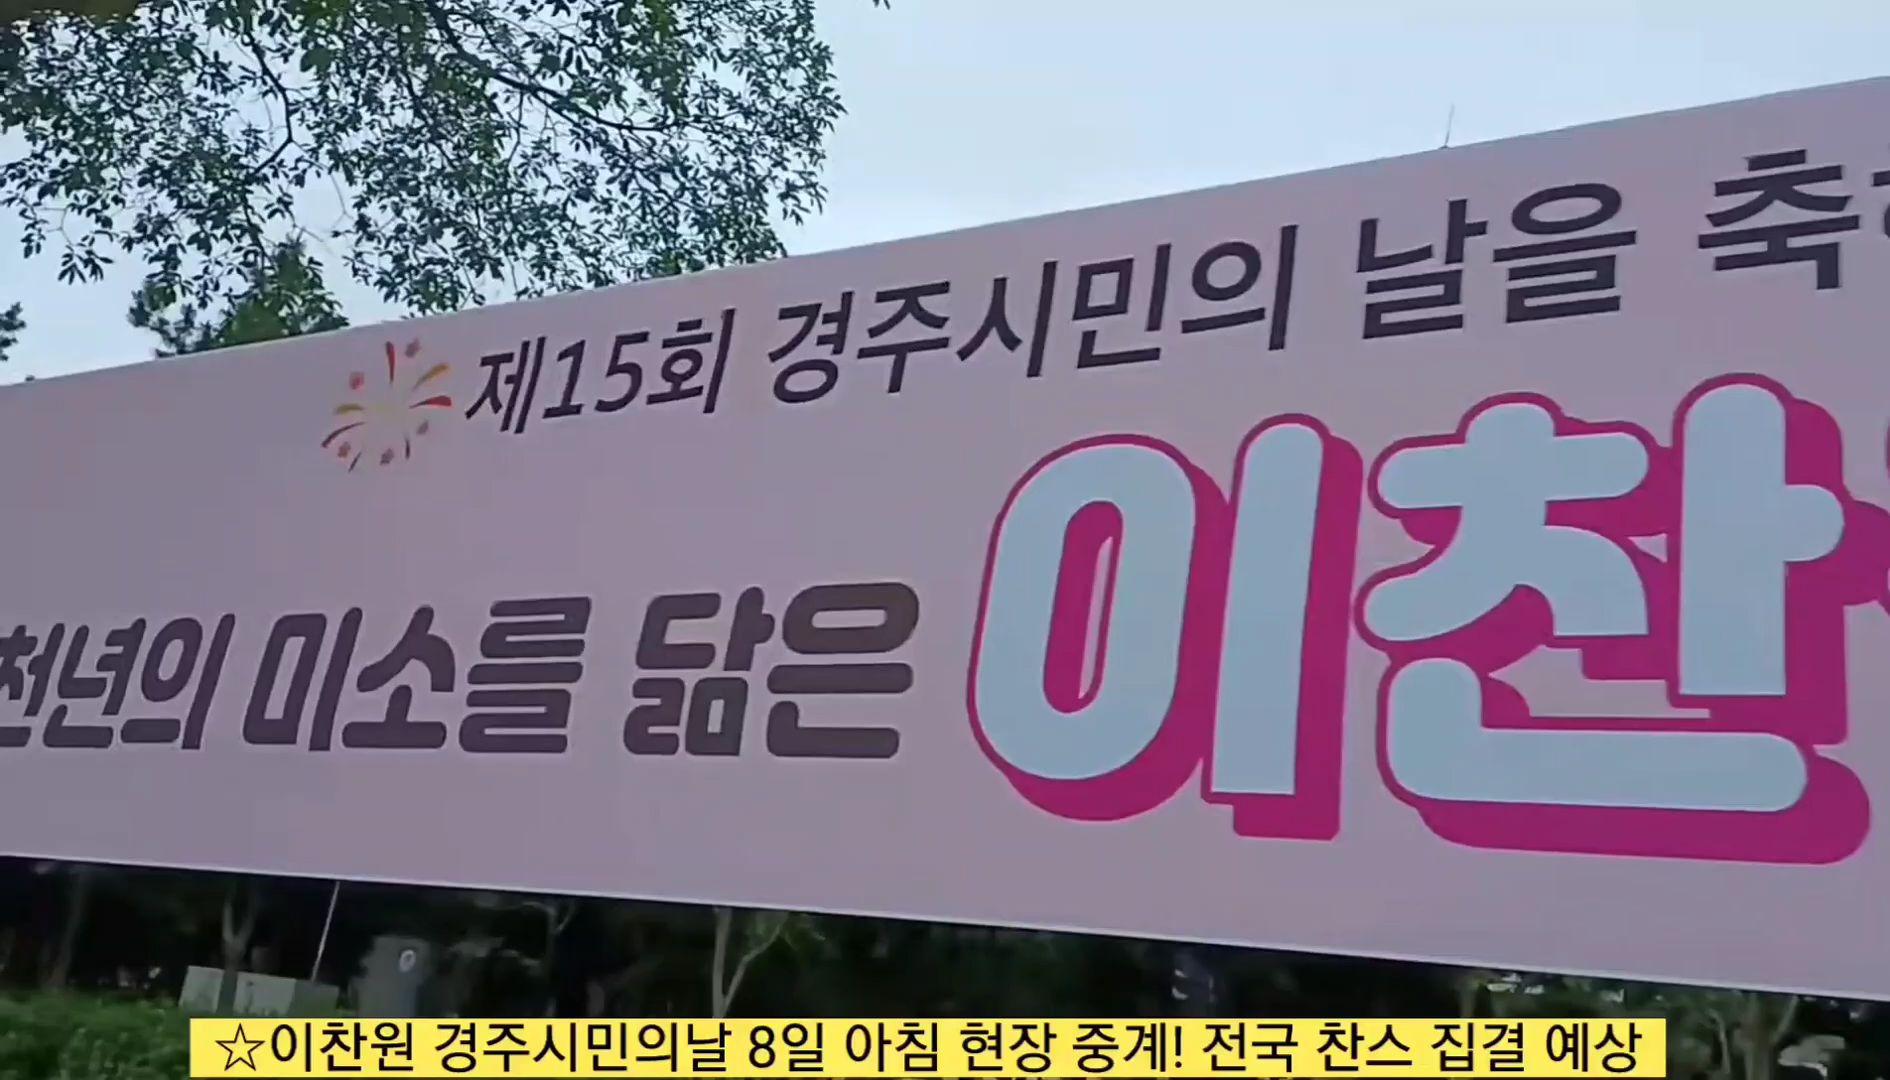 제15회 경주시민의 날을
천년의 미소를 닮은 이찬
☆이찬원 경주시민의날 8일 아침 현장 중계! 전국 찬스 집결 예상